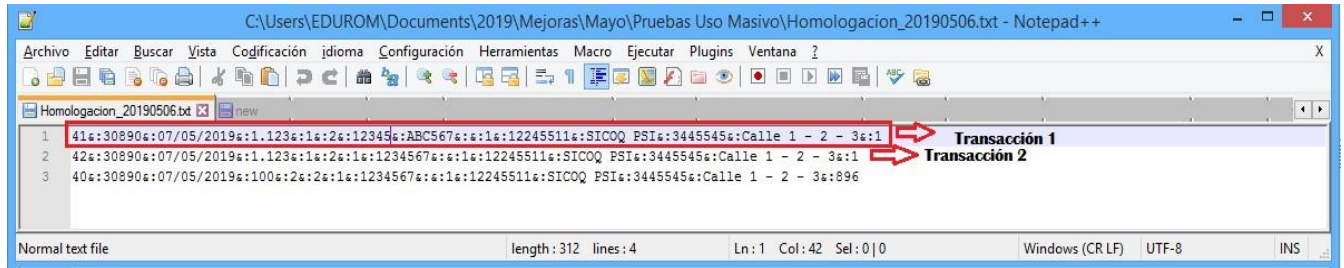 C:\Users\EDUROM\Documents\2019\Mejoras\Mayo\Pruebas Uso Masivo\Homologacion_20190506.txt - Notepad++
Archivo Editar Buscar Vista Codificación idioma Configuración Herramientas Macro Ejecutar Plugins Ventana ? X
Homologacion_20190506.txt new
1 41&:30890&:07/05/2019&:1.123&:1&:2&:12345&:ABC567&:&:1&:12245511&:SICOQ PSI&:3445545&:Calle 1 - 2 - 3&:1 Transacción 1
2 42&:30890&:07/05/2019&:1.123&:1&:2&:1&:1234567&:&:1&:12245511&:SICOQ PSI&:3445545&:Calle 1 - 2 - 3&:1 Transacción 2
3 40&:30890&:07/05/2019&:100&:2&:2&:1&:1234567&:&:1&:12245511&:SICOQ PSI&:3445545&:Calle 1 - 2 - 3&:896
Normal text file length : 312 lines : 4 Ln : 1 Col : 42 Sel : 0 | 0 Windows (CR LF) UTF-8 INS